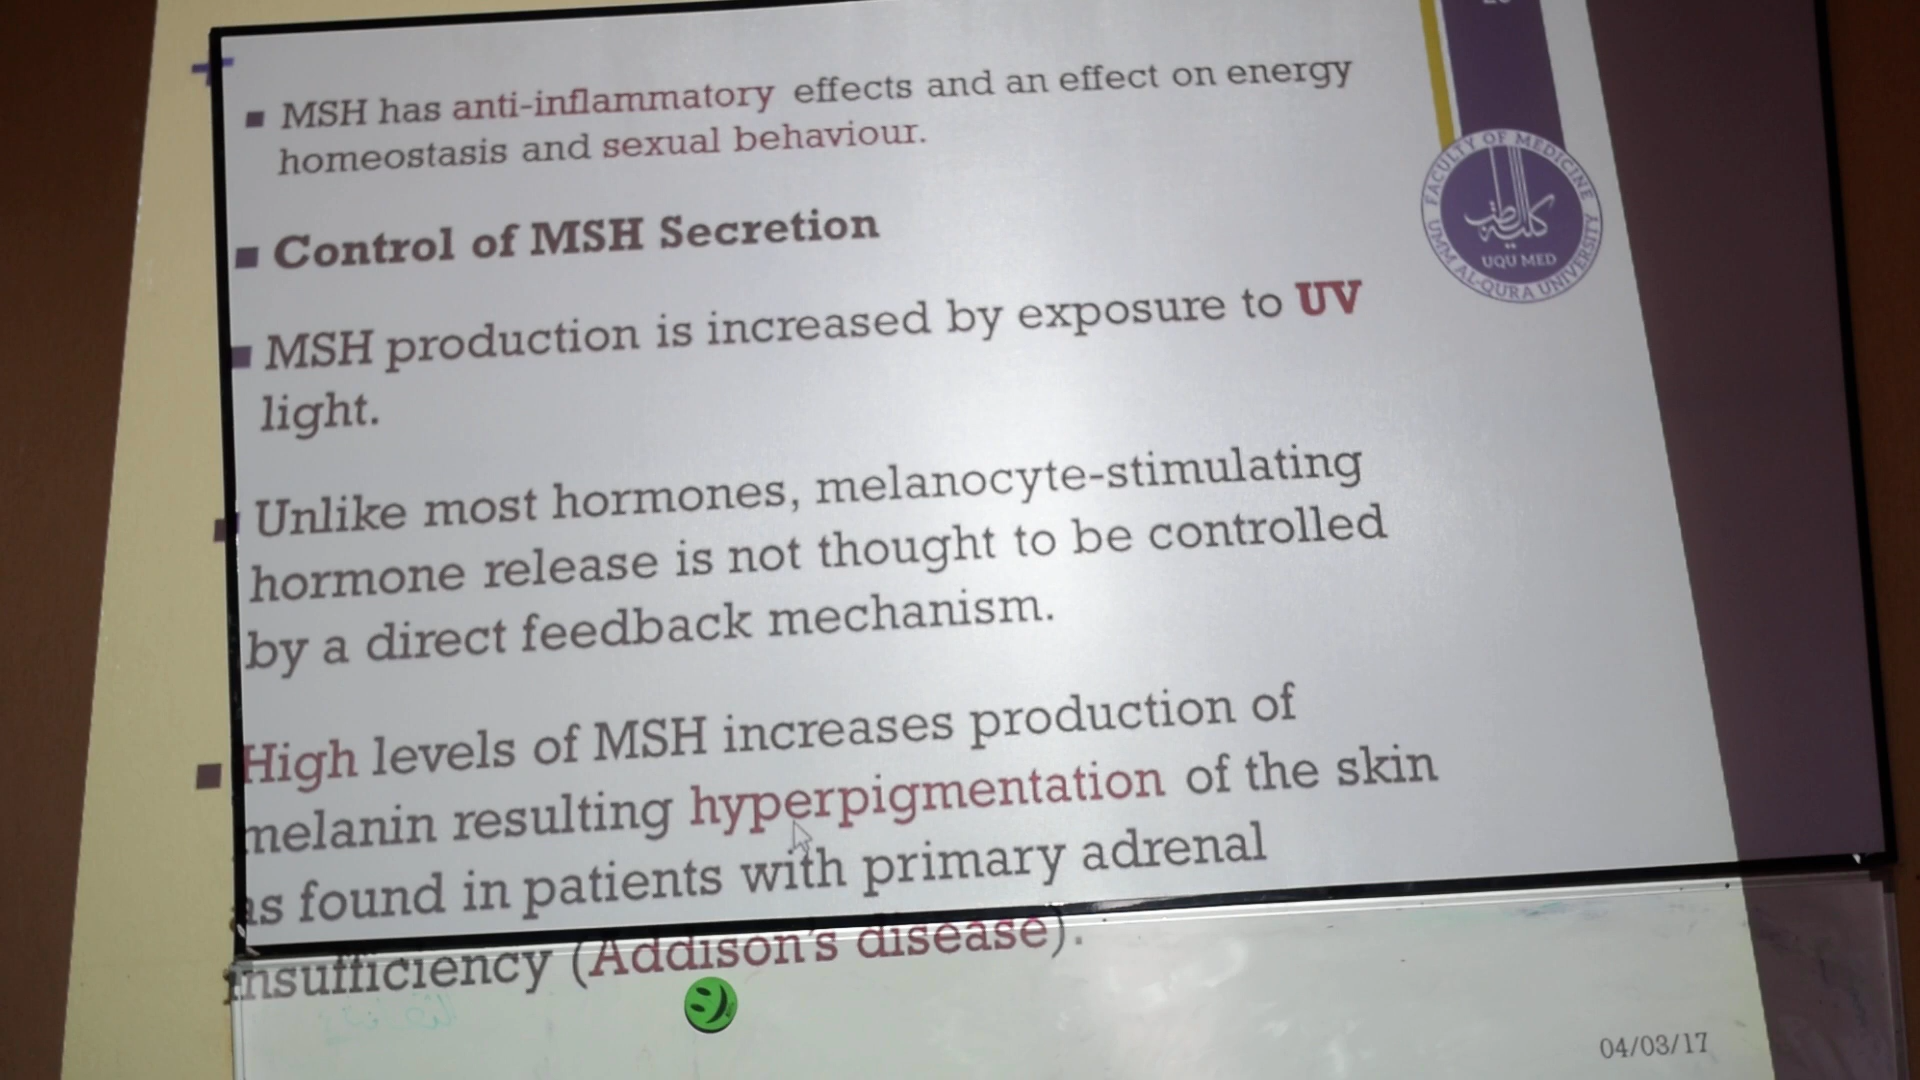 MSH has anti-inflammatory effects and an effect on energy
homeostasis and sexual behaviour.
Control of MSH Secretion
MSH production is increased by exposure to UV
light.
Unlike most hormones, melanocyte-stimulating
hormone release is not thought to be controlled
by a direct feedback mechanism.
High levels of MSH increases production of
melanin resulting hyperpigmentation of the skin
as found in patients with primary adrenal
insufficiency (Addison's disease).
FACULTY OF MEDICINE
كلية الطب
UQU MED
UMM AL-QURA UNIVERSITY
04/03/17